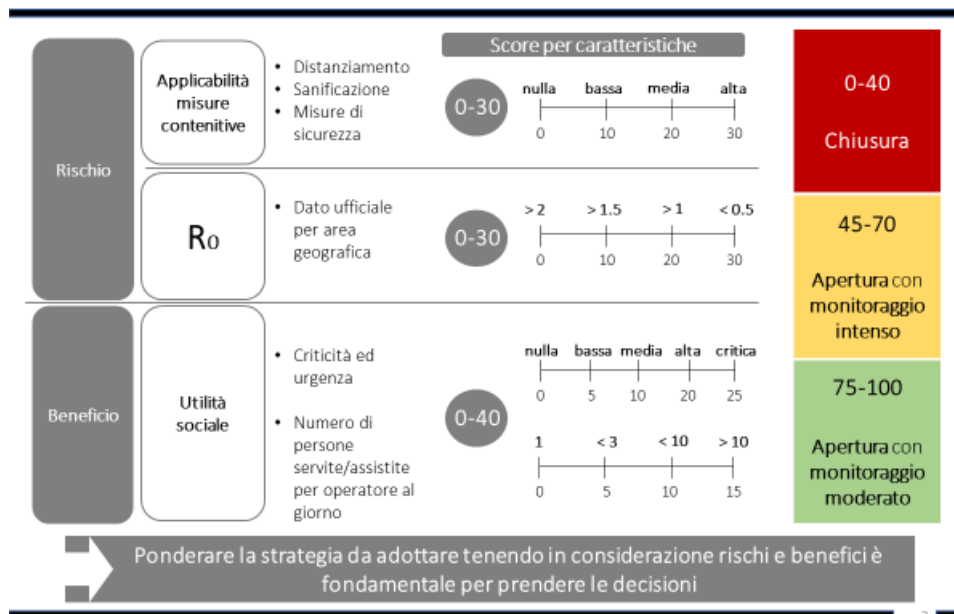 Score per caratteristiche
Rischio
Applicabilità
misure
contenitive
• Distanziamento
• Sanificazione
• Misure di
sicurezza
0-30
nulla bassa media alta
0 10 20 30
R0
• Dato ufficiale
per area
geografica
0-30
> 2 > 1.5 > 1 < 0.5
0 10 20 30
Beneficio
Utilità
sociale
• Criticità ed
urgenza
• Numero di
persone
servite/assistite
per operatore al
giorno
0-40
nulla bassa media alta critica
0 5 10 20 25
1 < 3 < 10 > 10
0 5 10 15
0-40
Chiusura
45-70
Apertura con
monitoraggio
intenso
75-100
Apertura con
monitoraggio
moderato
Ponderare la strategia da adottare tenendo in considerazione rischi e benefici è
fondamentale per prendere le decisioni